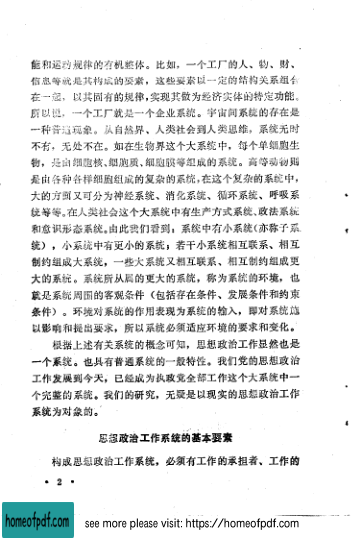 能和运动规律的有机整体。比如，一个工厂的人、物、财、
信息等就是其构成的要素，这些要素以一定的结构关系组合
在一起，以其固有的规律，实现其做为经济实体的特定功能。
所以说，一个工厂就是一个企业系统。宇宙间系统的存在是
一种普遍现象。从自然界、人类社会到人类思维，系统无时
不有，无处不在。如在生物界这个大系统中，每个单细胞生
物，是由细胞核、细胞质、细胞膜等组成的系统。高等动物则
是由各种各样细胞组成的复杂的系统，在这个复杂的系统中，
大的方面又可分为神经系统、消化系统、循环系统、呼吸系
统等等。在人类社会这个大系统中有生产方式系统、政法系统
和意识形态系统。由此我们看到：系统中有小系统（亦称子系
统），小系统中有更小的系统；若干小系统相互联系、相互
制约组成大系统，一些大系统又相互联系、相互制约组成更
大的系统。系统所从属的更大的系统，称为系统的环境，也
就是系统周围的客观条件（包括存在条件、发展条件和约束
条件）。环境对系统的作用表现为系统的输入，即对系统施
以影响和提出要求，所以系统必须适应环境的要求和变化。
根据上述有关系统的概念可知，思想政治工作显然也是
一个系统。也具有普通系统的一般特性。我们党的思想政治
工作发展到今天，已经成为执政党全部工作这个大系统中一
个完整的系统。我们的研究，无疑是以现实的思想政治工作
系统为对象的。
思想政治工作系统的基本要素
构成思想政治工作系统，必须有工作的承担者、工作的
• 2 •
homeofpdf.com
see more please visit: https://homeofpdf.com